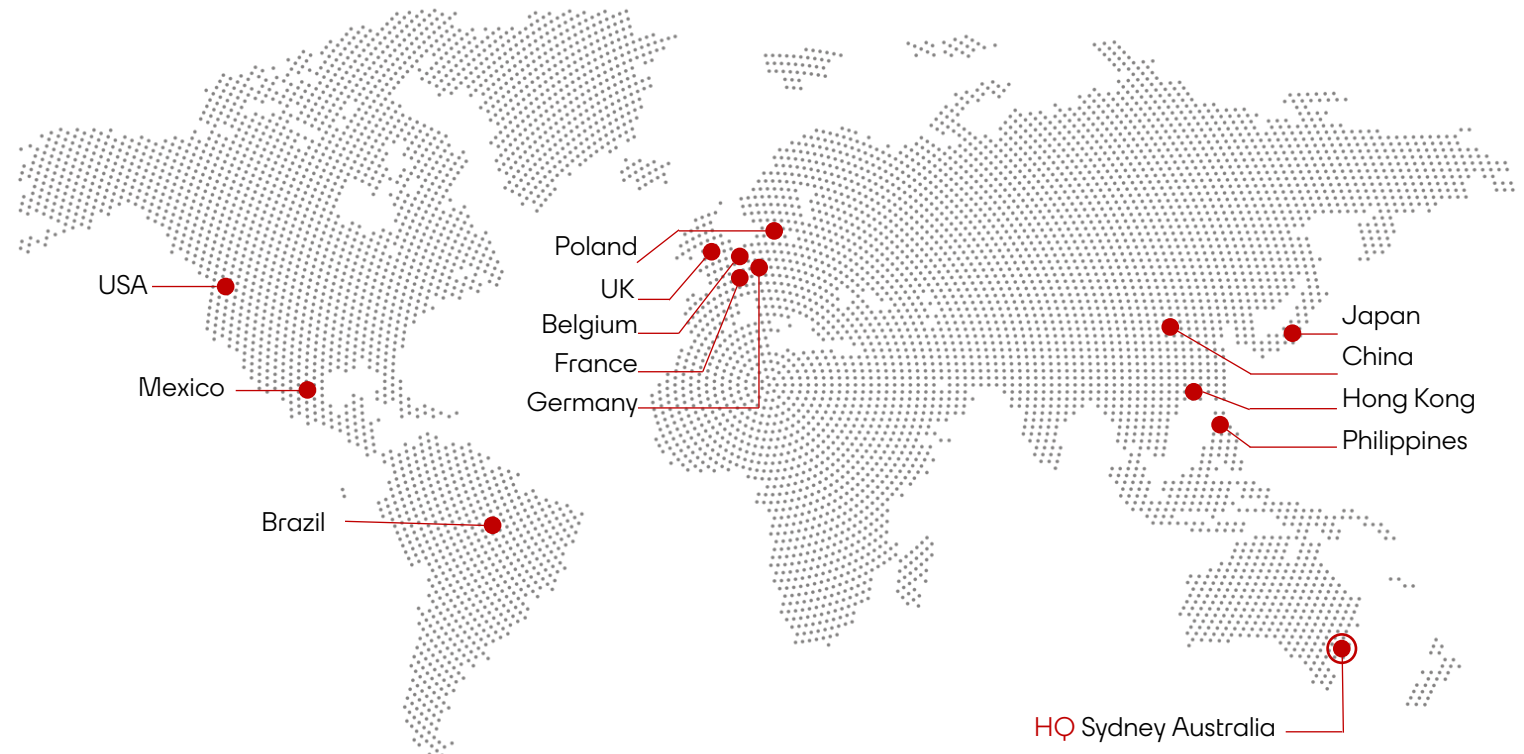 Poland
USA
UK
Belgium
France
Mexico
Germany
Brazil
Japan
China
Hong Kong
Philippines
HQ Sydney Australia